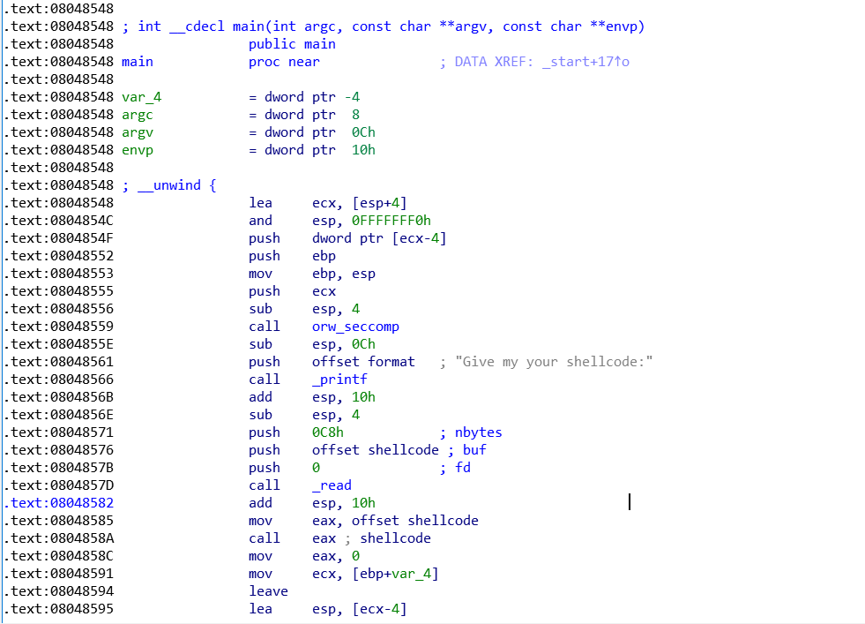 .text:08048548
.text:08048548 ; int __cdecl main(int argc, const char **argv, const char **envp)
.text:08048548 public main
.text:08048548 main proc near ; DATA XREF: _start+17↑o
.text:08048548
.text:08048548 var_4 = dword ptr -4
.text:08048548 argc = dword ptr 8
.text:08048548 argv = dword ptr 0Ch
.text:08048548 envp = dword ptr 10h
.text:08048548
.text:08048548 ; __unwind {
.text:08048548 lea ecx, [esp+4]
.text:0804854C and esp, 0FFFFFFF0h
.text:0804854F push dword ptr [ecx-4]
.text:08048552 push ebp
.text:08048553 mov ebp, esp
.text:08048555 push ecx
.text:08048556 sub esp, 4
.text:08048559 call orw_seccomp
.text:0804855E sub esp, 0Ch
.text:08048561 push offset format ; "Give my your shellcode:"
.text:08048566 call _printf
.text:0804856B add esp, 10h
.text:0804856E sub esp, 4
.text:08048571 push 0C8h ; nbytes
.text:08048576 push offset shellcode ; buf
.text:0804857B push 0 ; fd
.text:0804857D call _read
.text:08048582 add esp, 10h
.text:08048585 mov eax, offset shellcode
.text:0804858A call eax ; shellcode
.text:0804858C mov eax, 0
.text:08048591 mov ecx, [ebp+var_4]
.text:08048594 leave
.text:08048595 lea esp, [ecx-4]